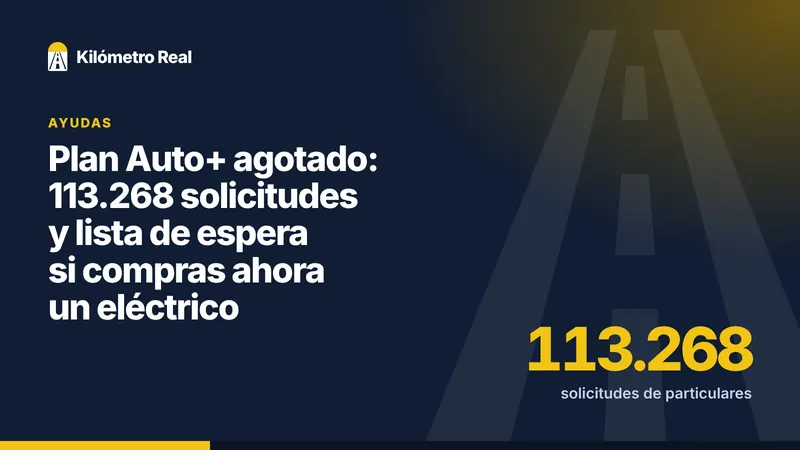 Kilómetro Real
AYUDAS
Plan Auto+ agotado:
113.268 solicitudes
y lista de espera
si compras ahora
un eléctrico
113.268
solicitudes de particulares